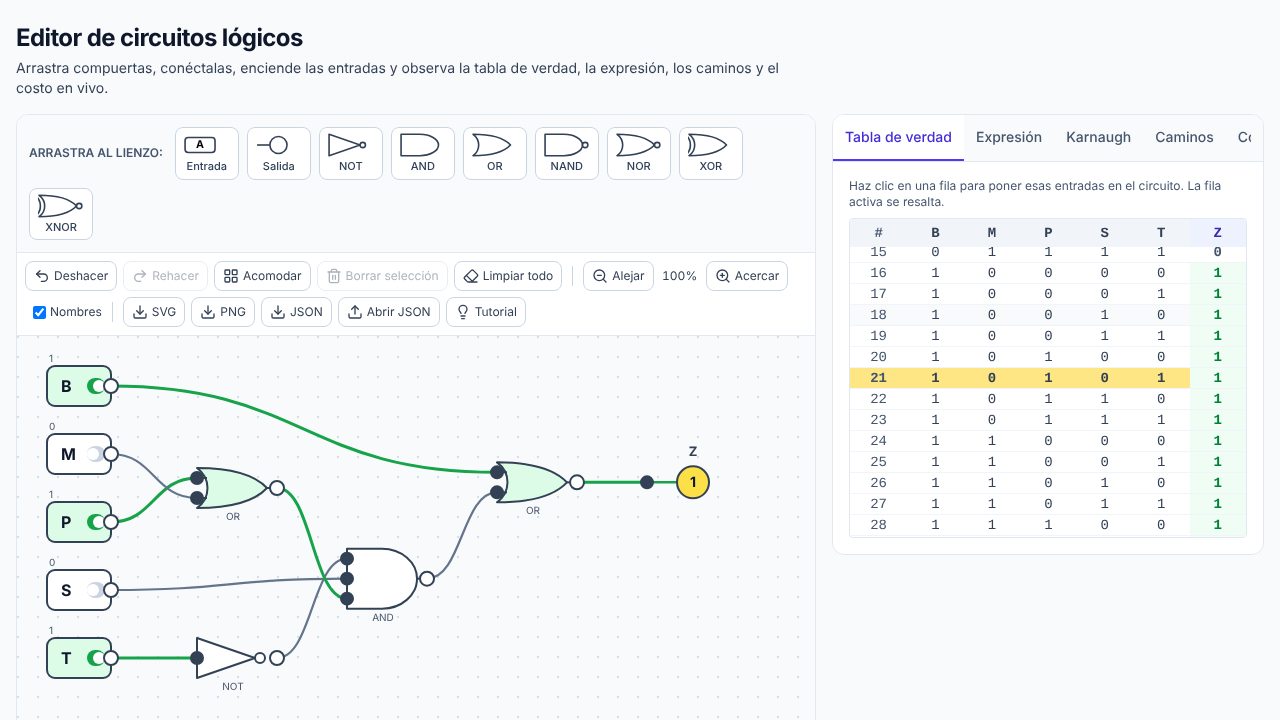 Editor de circuitos lógicos
Arrastra compuertas, conéctalas, enciende las entradas y observa la tabla de verdad, la expresión, los caminos y el
costo en vivo.
ARRASTRA AL LIENZO:
A
Entrada
Salida
NOT
AND
OR
NAND
NOR
XOR
XNOR
Deshacer
Rehacer
Acomodar
Borrar selección
Limpiar todo
Alejar
100%
Acercar
Nombres
SVG
PNG
JSON
Abrir JSON
Tutorial
1
B
0
M
1
P
0
S
1
T
OR
NOT
AND
OR
Z
1
Tabla de verdad
Expresión
Karnaugh
Caminos
Haz clic en una fila para poner esas entradas en el circuito. La fila
activa se resalta.
# B M P S T Z
15 0 1 1 1 1 0
16 1 0 0 0 0 1
17 1 0 0 0 1 1
18 1 0 0 1 0 1
19 1 0 0 1 1 1
20 1 0 1 0 0 1
21 1 0 1 0 1 1
22 1 0 1 1 0 1
23 1 0 1 1 1 1
24 1 1 0 0 0 1
25 1 1 0 0 1 1
26 1 1 0 1 0 1
27 1 1 0 1 1 1
28 1 1 1 0 0 1